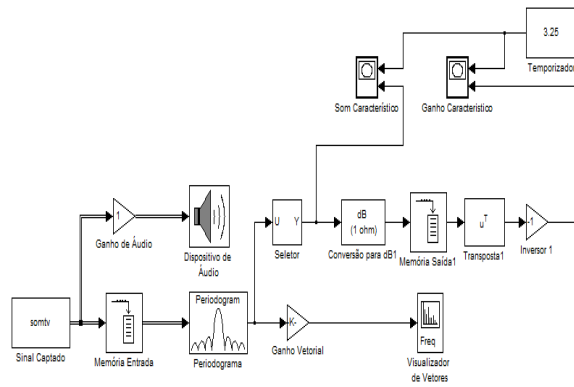 3.25
Temporizador
Som Característico
Ganho Característico
1
Ganho de Áudio
Dispositivo de
Áudio
U Y
Seletor
dB
(1 ohm)
Conversão para dB1
Memória Saída1
uT
Transposta1
-1
Inversor 1
somtv
Sinal Captado
Memória Entrada
Periodogram
Periodograma
-K-
Ganho Vetorial
Freq
Visualizador
de Vetores